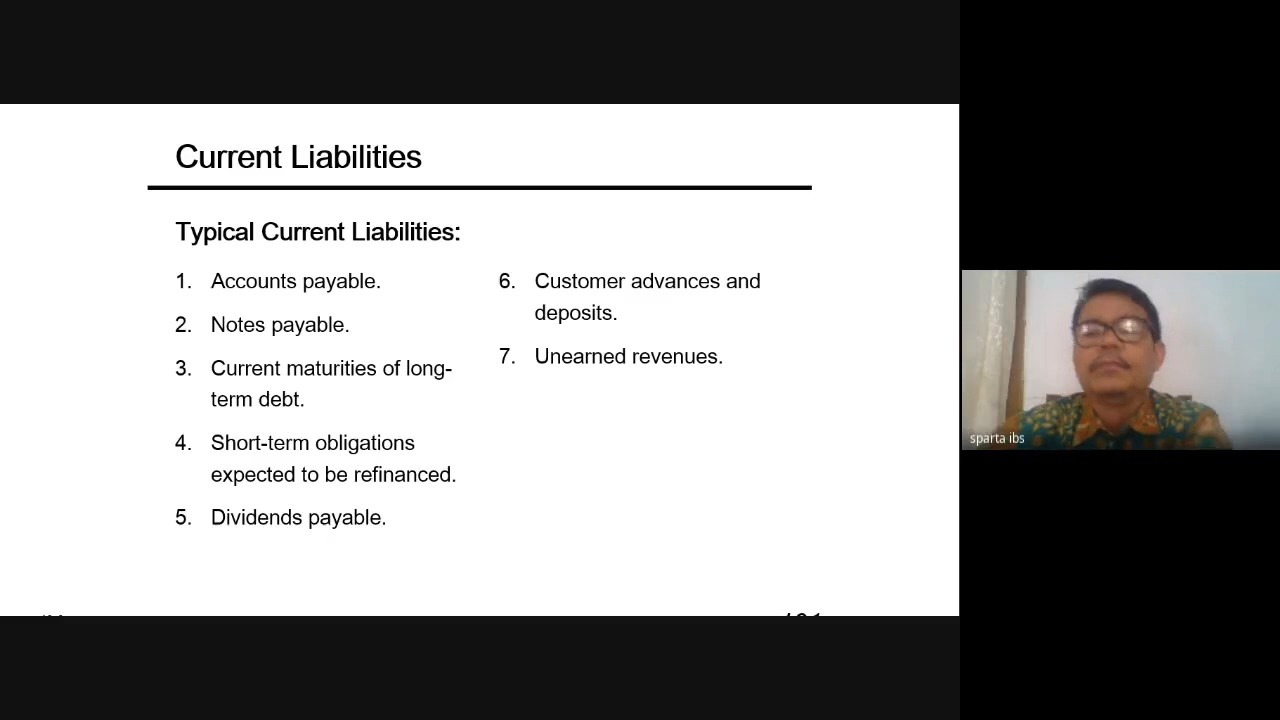 Current Liabilities
Typical Current Liabilities:
1. Accounts payable.
2. Notes payable.
3. Current maturities of long-
term debt.
4. Short-term obligations
expected to be refinanced.
5. Dividends payable.
6. Customer advances and
deposits.
7. Unearned revenues.
sparta ibs